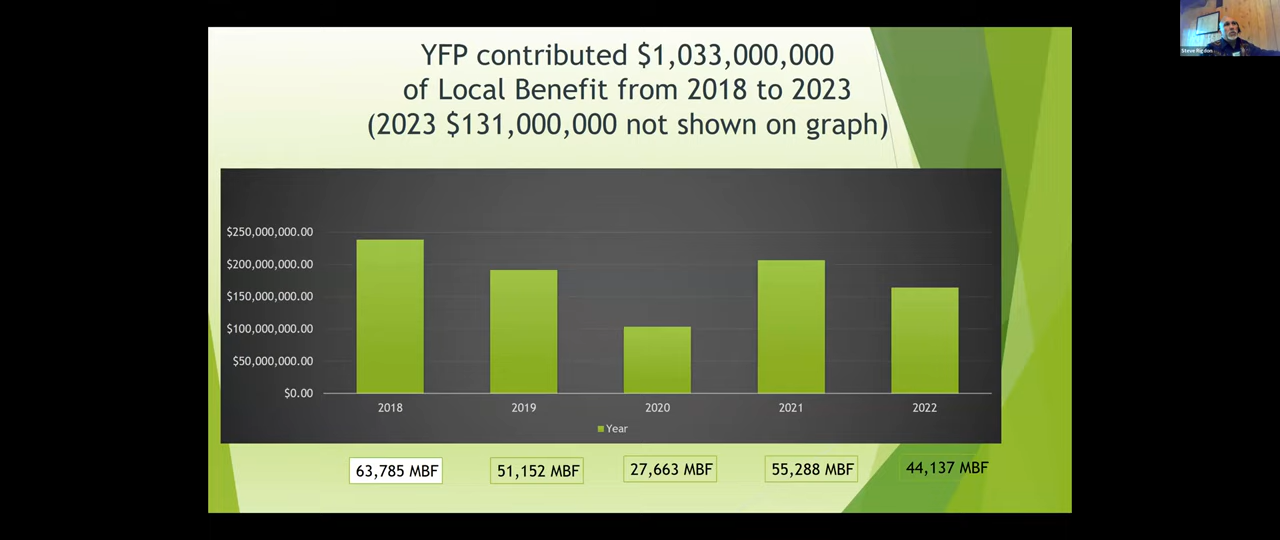 YFP contributed $1,033,000,000
of Local Benefit from 2018 to 2023
(2023 $131,000,000 not shown on graph)
Steve Rigdon
$250,000,000.00
$200,000,000.00
$150,000,000.00
$100,000,000.00
$50,000,000.00
$0.00
2018 2019 2020 2021 2022
Year
63,785 MBF 51,152 MBF 27,663 MBF 55,288 MBF 44,137 MBF